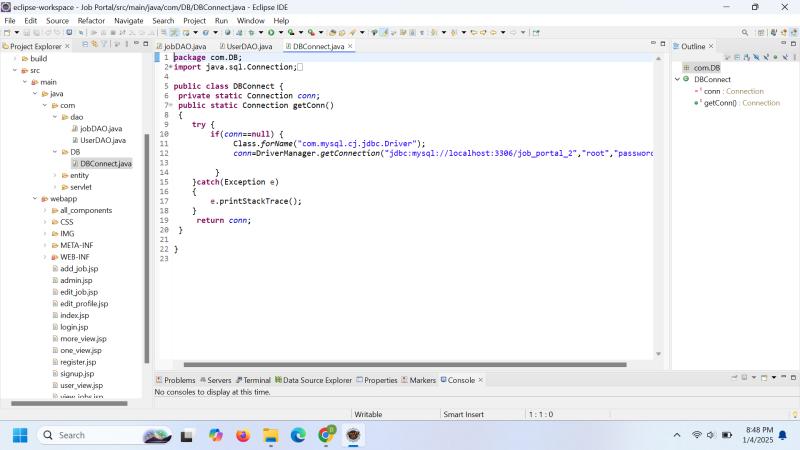 eclipse-workspace - Job Portal/src/main/java/com/DB/DBConnect.java - Eclipse IDE
File Edit Source Refactor Navigate Search Project Run Window Help
Project Explorer
build
src
main
java
com
dao
jobDAO.java
UserDAO.java
DB
DBConnect.java
entity
servlet
webapp
all_components
CSS
IMG
META-INF
WEB-INF
add_job.jsp
admin.jsp
edit_job.jsp
edit_profile.jsp
index.jsp
login.jsp
more_view.jsp
one_view.jsp
register.jsp
signup.jsp
user_view.jsp
view_jobs.jsp
jobDAO.java UserDAO.java DBConnect.java
1 package com.DB;
2 import java.sql.Connection;
5 public class DBConnect {
6 private static Connection conn;
7 public static Connection getConn()
8 {
9 try {
10 if(conn==null) {
11 Class.forName("com.mysql.cj.jdbc.Driver");
12 conn=DriverManager.getConnection("jdbc:mysql://localhost:3306/job_portal_2","root","password
13
14 }
15 }catch(Exception e)
16 {
17 e.printStackTrace();
18 }
19 return conn;
20 }
21
22 }
23
Outline
com.DB
DBConnect
conn : Connection
getConn() : Connection
Problems Servers Terminal Data Source Explorer Properties Markers Console
No consoles to display at this time.
Writable Smart Insert 1 : 1 : 0
Search
8:48 PM
1/4/2025